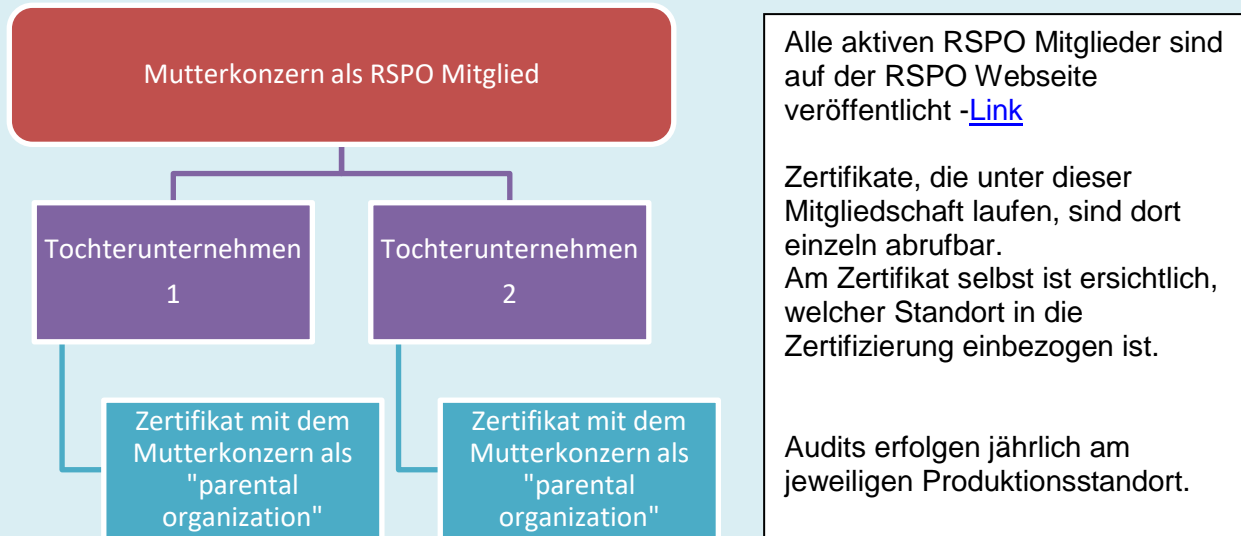 Mutterkonzern als RSPO Mitglied
Tochterunternehmen
1
Tochterunternehmen
2
Zertifikat mit dem
Mutterkonzern als
"parental
organization"
Zertifikat mit dem
Mutterkonzern als
"parental
organization"
Alle aktiven RSPO Mitglieder sind
auf der RSPO Webseite
veröffentlicht -Link
Zertifikate, die unter dieser
Mitgliedschaft laufen, sind dort
einzeln abrufbar.
Am Zertifikat selbst ist ersichtlich,
welcher Standort in die
Zertifizierung einbezogen ist.
Audits erfolgen jährlich am
jeweiligen Produktionsstandort.